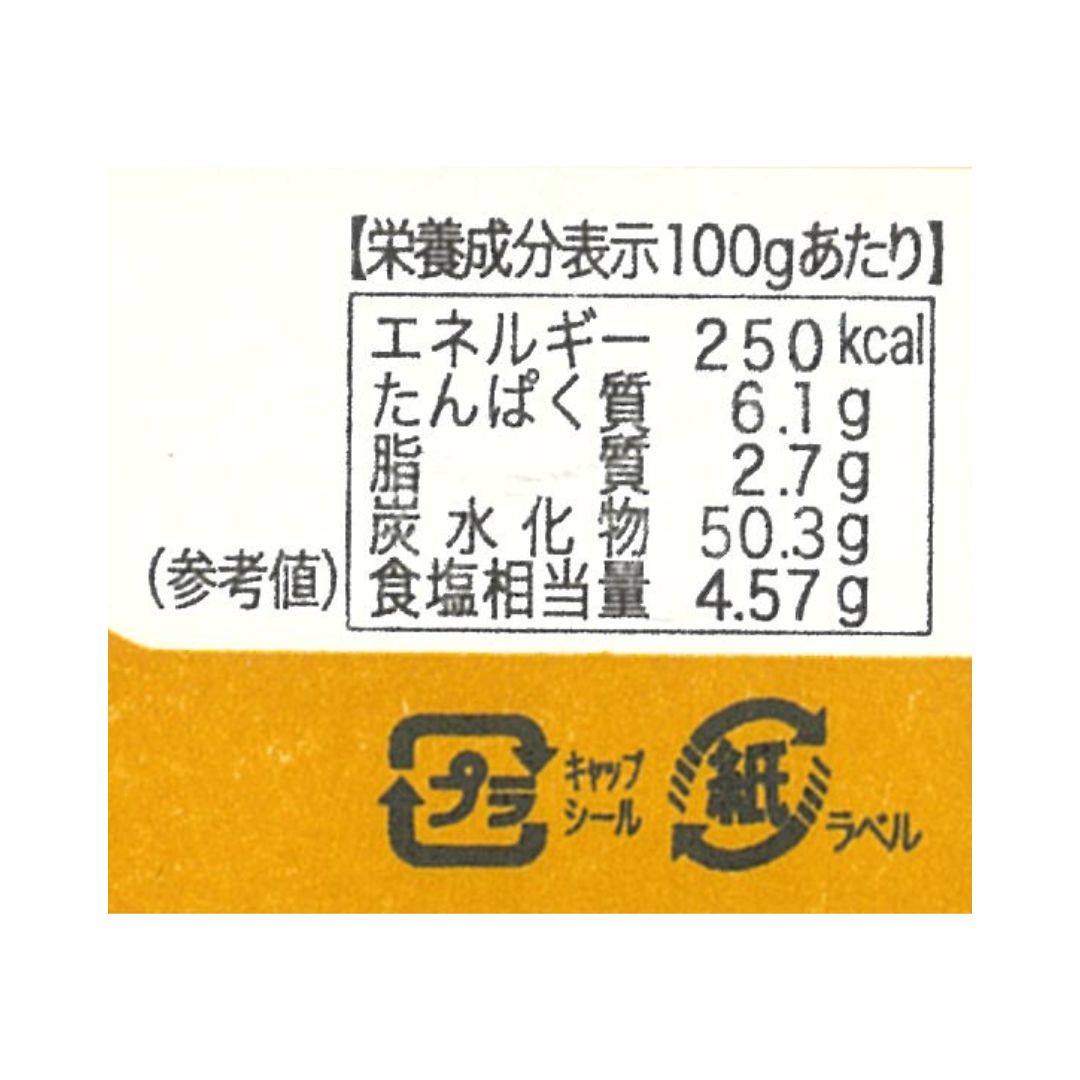 【栄養成分表示100gあたり】
エネルギー 250kcal
たんぱく質 6.1g
脂質 2.7g
炭水化物 50.3g
(参考値) 食塩相当量 4.57g
プラ キャップ
シール
紙 ラベル